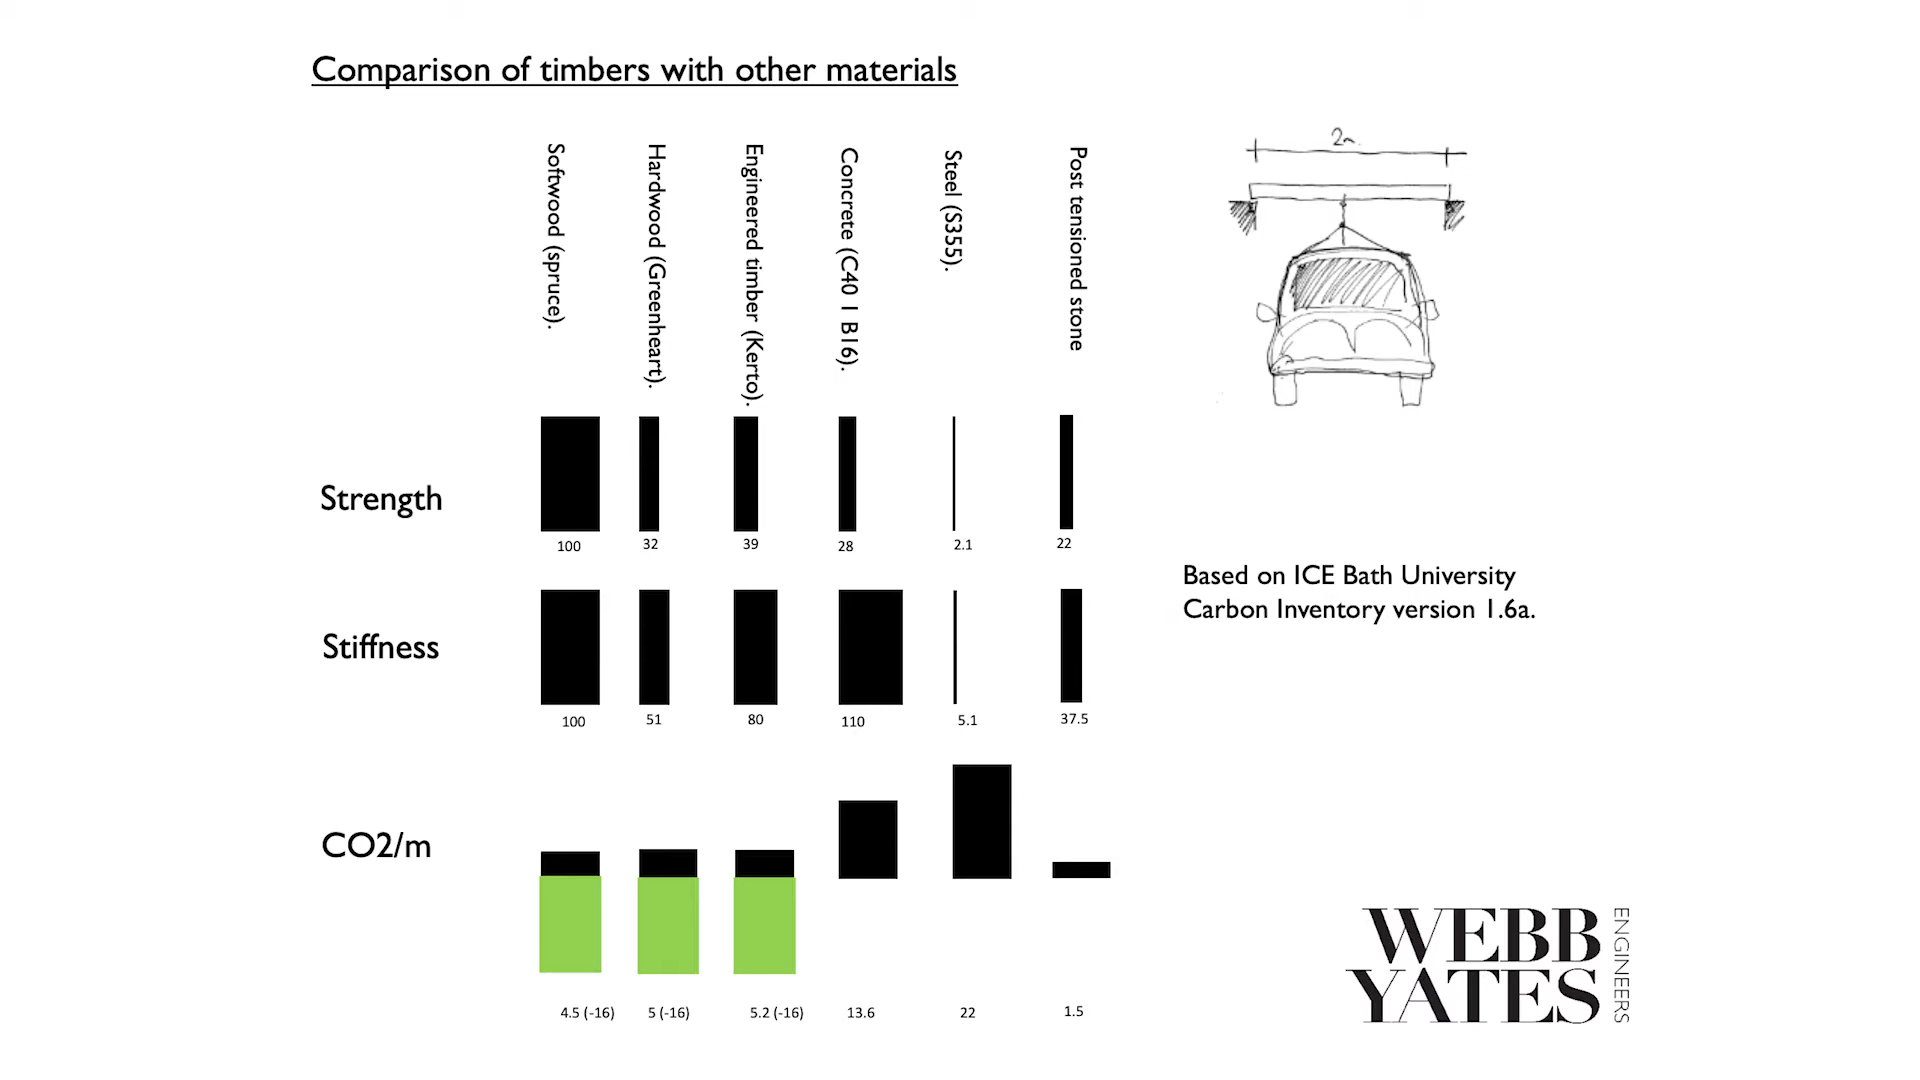 Comparison of timbers with other materials
Softwood (spruce).
Hardwood (Greenheart).
Engineered timber (Kerto).
Concrete (C40 1 B16).
Steel (S355).
Post tensioned stone
2m.
Strength
100
32
39
28
2.1
22
Based on ICE Bath University
Carbon Inventory version 1.6a.
Stiffness
100
51
80
110
5.1
37.5
CO2/m
4.5 (-16)
5 (-16)
5.2 (-16)
13.6
22
1.5
WEBB
YATES
ENGINEERS